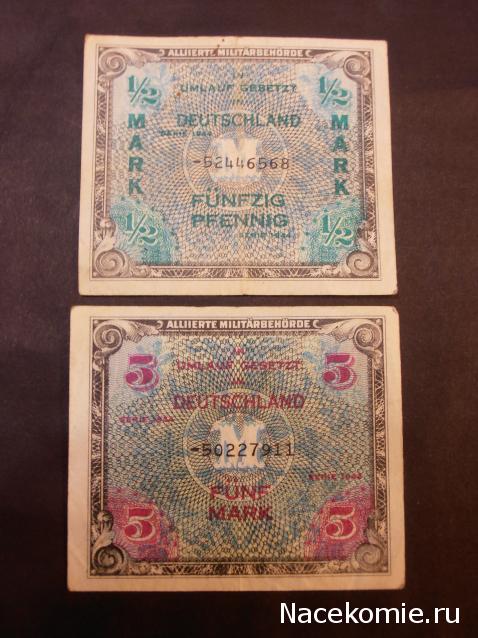 ALLIIERTE MILITÄRBEHÖRDE
1/2 1/2
IN
UMLAUF GESETZT
IN
DEUTSCHLAND
SERIE 1944
MARK MARK
M
-52446568
FÜNFZIG
PFENNIG
SERIE 1944
1/2 1/2
ALLIIERTE MILITÄRBEHÖRDE
5 5
IN
UMLAUF GESETZT
IN
DEUTSCHLAND
SERIE 1944
M
-50227911
SERIE 1944
FÜNF
MARK
5 5
Nacekomie.ru